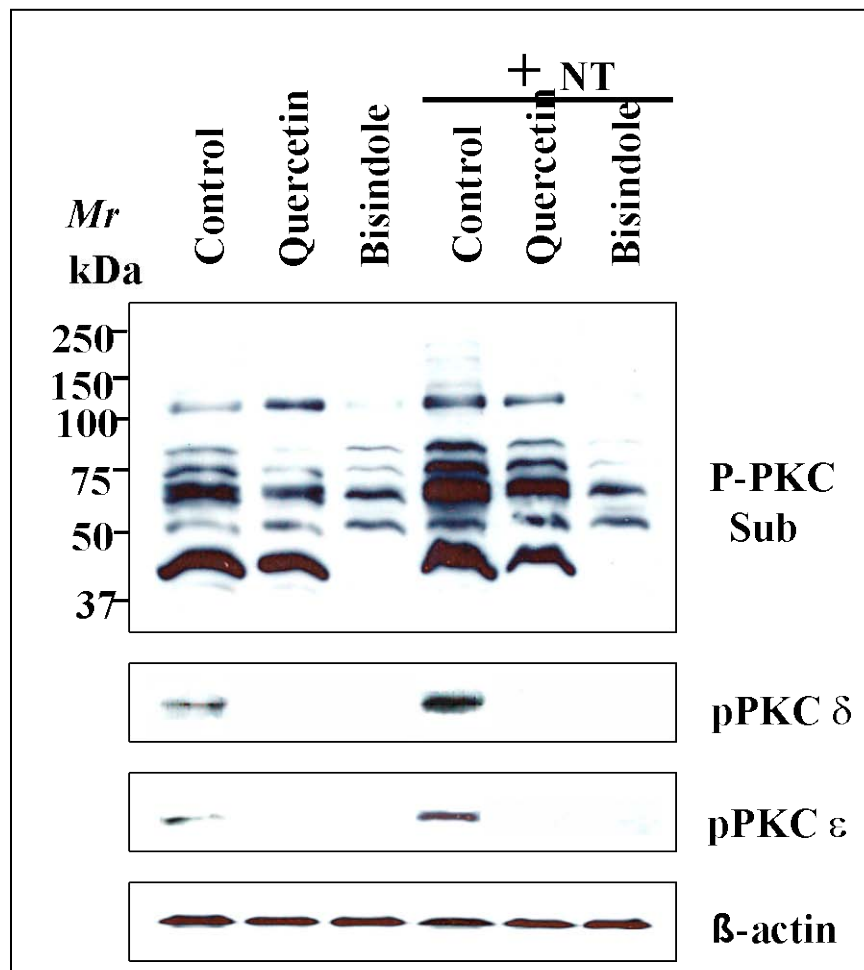 + NT
Control
Quercetin
Bisindole
Control
Quercetin
Bisindole
Mr
kDa
250
150
100
75
50
37
P-PKC
Sub
pPKC δ
pPKC ε
ß-actin